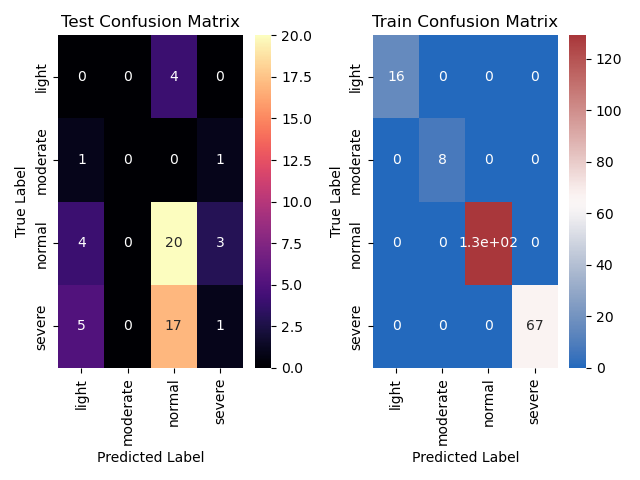 Test Confusion Matrix
True Label
light
moderate
normal
severe
0 0 4 0
1 0 0 1
4 0 20 3
5 0 17 1
light
moderate
normal
severe
Predicted Label
20.0
17.5
15.0
12.5
10.0
7.5
5.0
2.5
0.0
Train Confusion Matrix
True Label
light
moderate
normal
severe
16 0 0 0
0 8 0 0
0 0 1.3e+02 0
0 0 0 67
light
moderate
normal
severe
Predicted Label
120
100
80
60
40
20
0